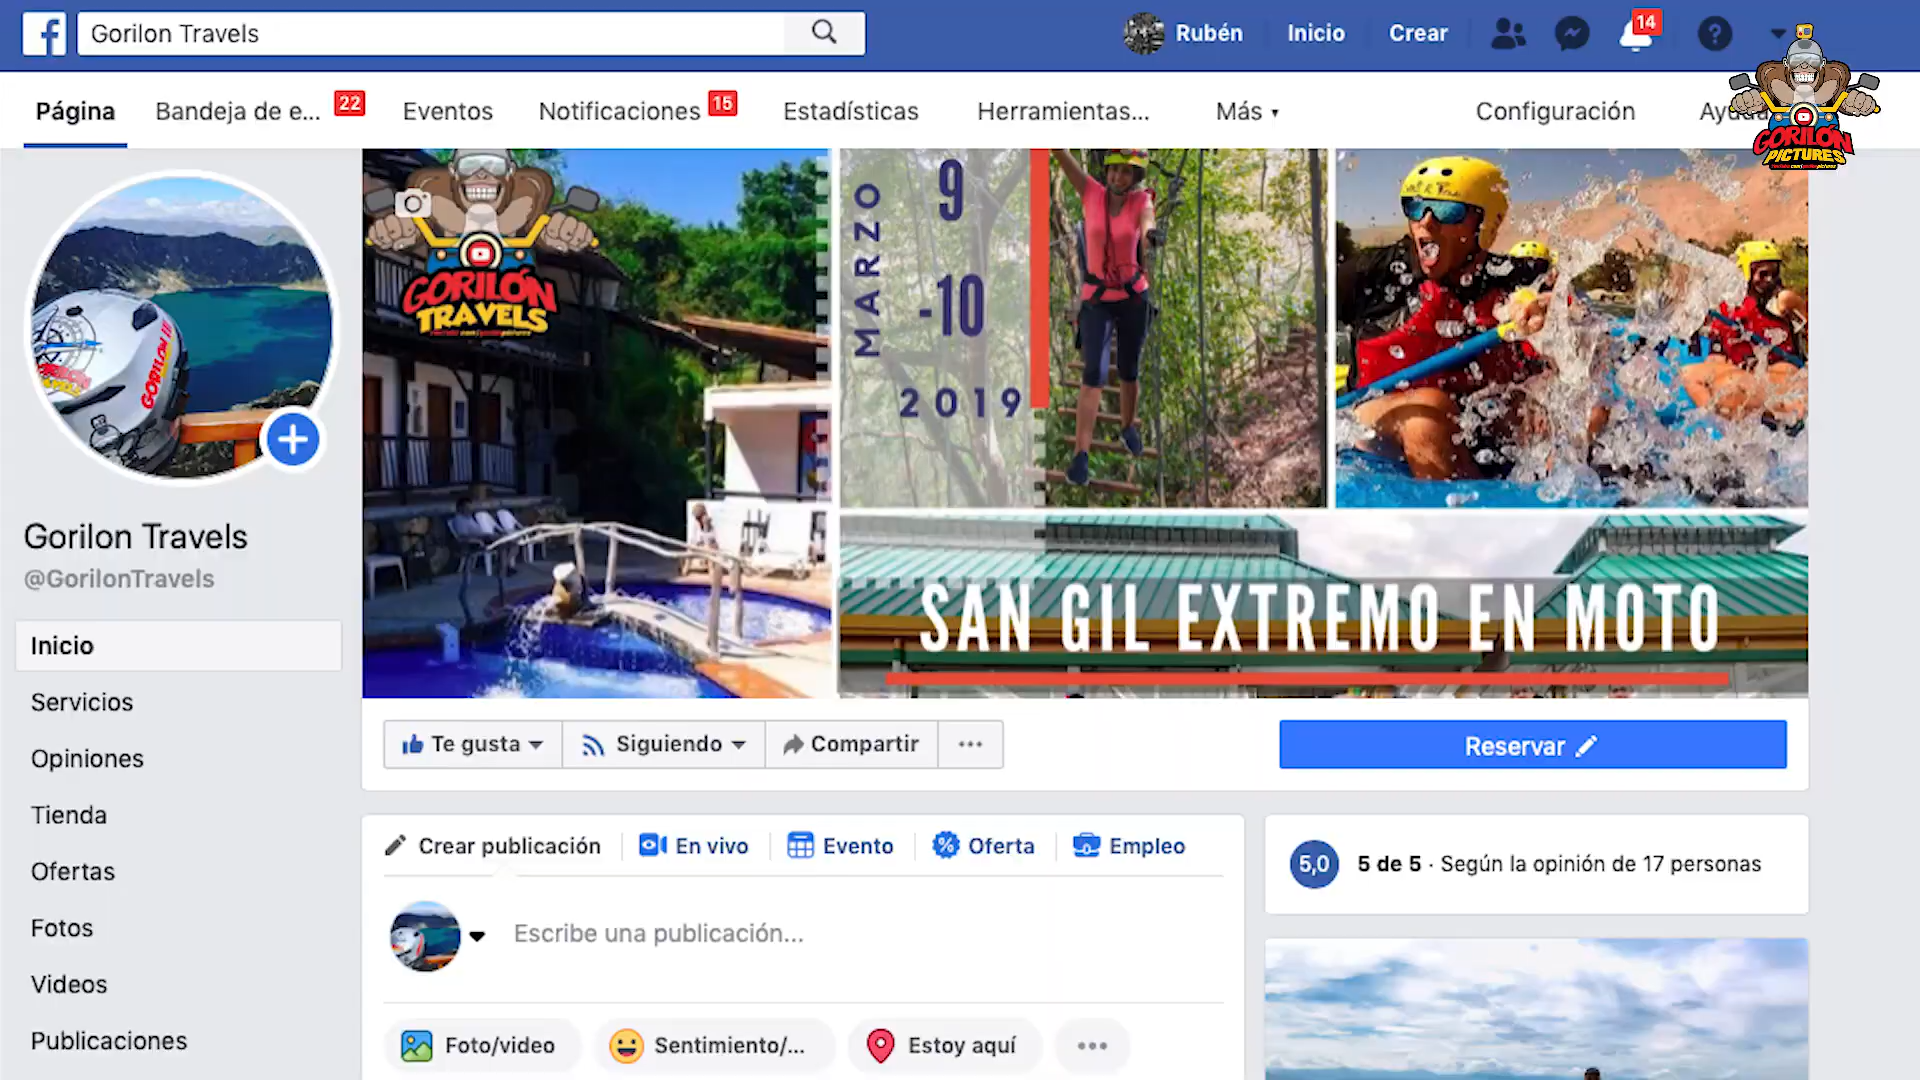 Gorilon Travels
Rubén
Inicio
Crear
14
Página
Bandeja de e...
22
Eventos
Notificaciones
15
Estadísticas
Herramientas...
Más
Configuración
GORILÓN
PICTURES
MARZO
9
-10
2019
GORILÓN
TRAVELS
GORILON
Gorilon Travels
@GorilonTravels
SAN GIL EXTREMO EN MOTO
Inicio
Servicios
Opiniones
Tienda
Ofertas
Fotos
Videos
Publicaciones
Te gusta
Siguiendo
Compartir
Reservar
Crear publicación
En vivo
Evento
Oferta
Empleo
5,0
5 de 5 · Según la opinión de 17 personas
Escribe una publicación...
Foto/video
Sentimiento/...
Estoy aquí